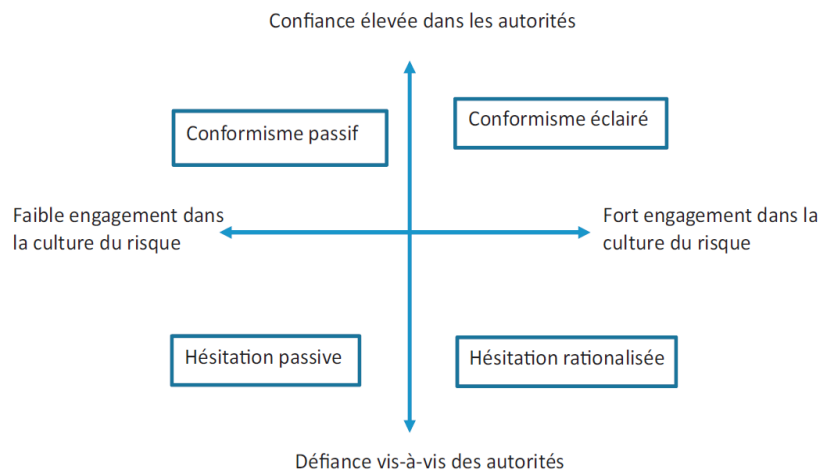 Confiance élevée dans les autorités
Conformisme passif
Conformisme éclairé
Faible engagement dans
la culture du risque
Fort engagement dans la
culture du risque
Hésitation passive
Hésitation rationalisée
Défiance vis-à-vis des autorités